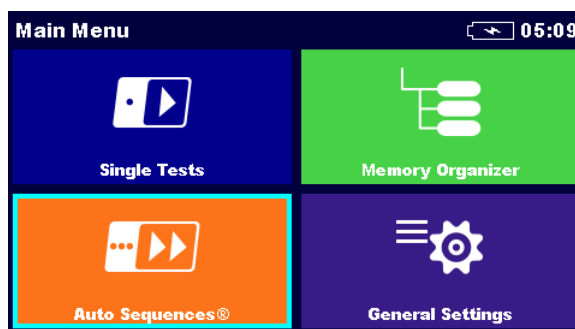 Main Menu 05:09
Single Tests
Memory Organizer
Auto Sequences®
General Settings